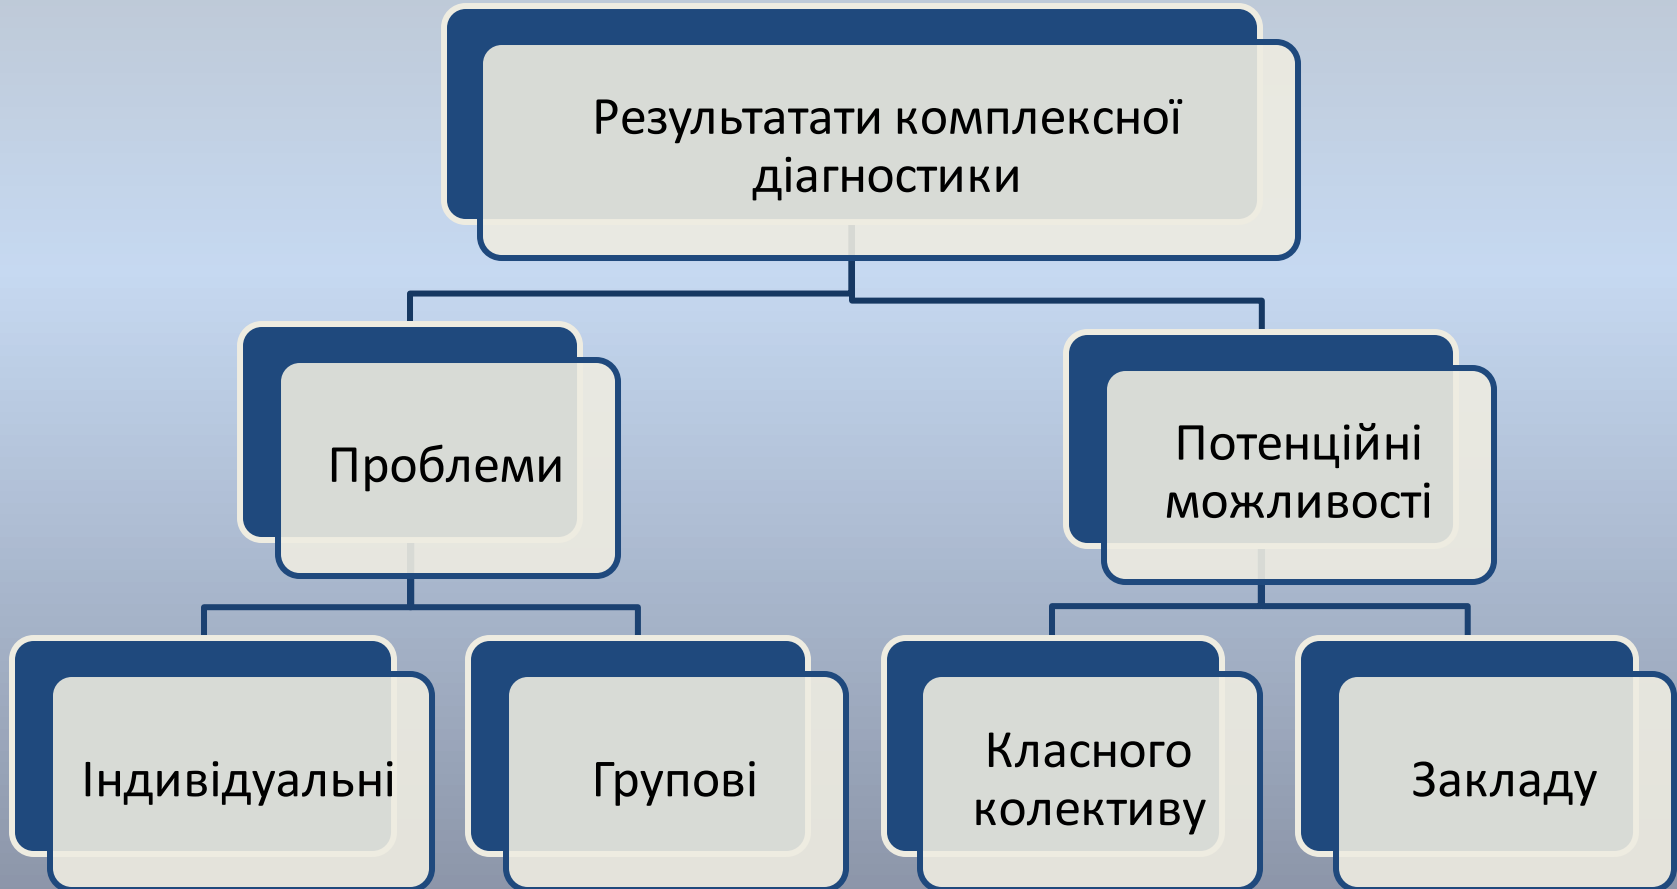 Результатати комплексної
діагностики
Проблеми
Потенційні
можливості
Індивідуальні
Групові
Класного
колективу
Закладу